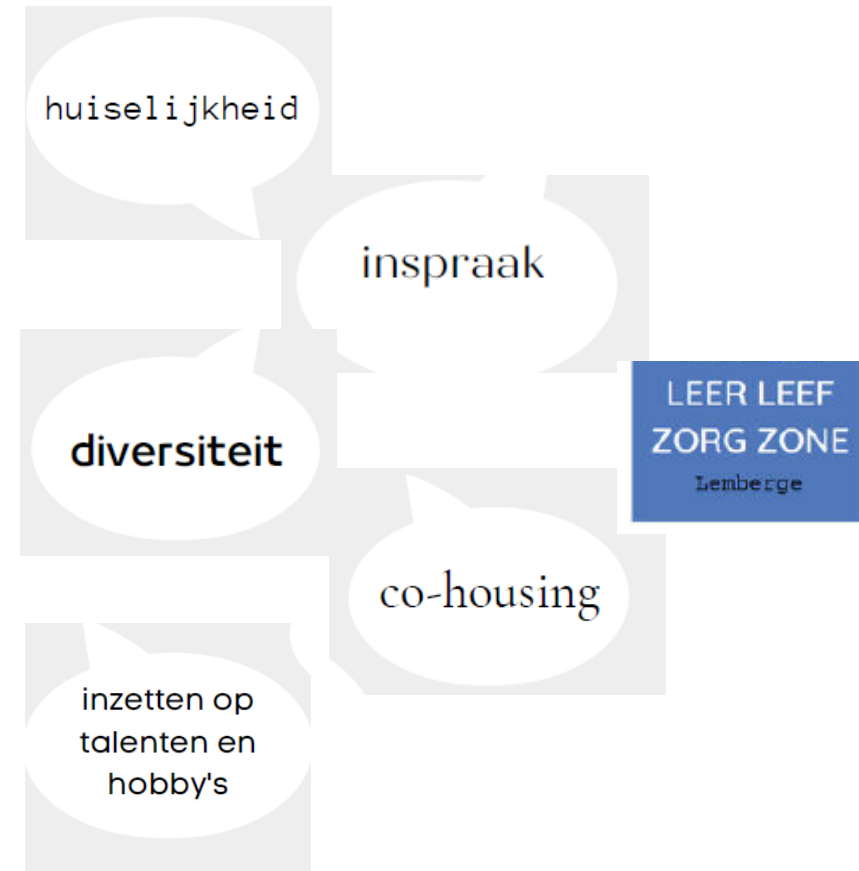 huiselijkheid
inspraak
diversiteit
LEER LEEF
ZORG ZONE
Lemberge
co-housing
inzetten op
talenten en
hobby's